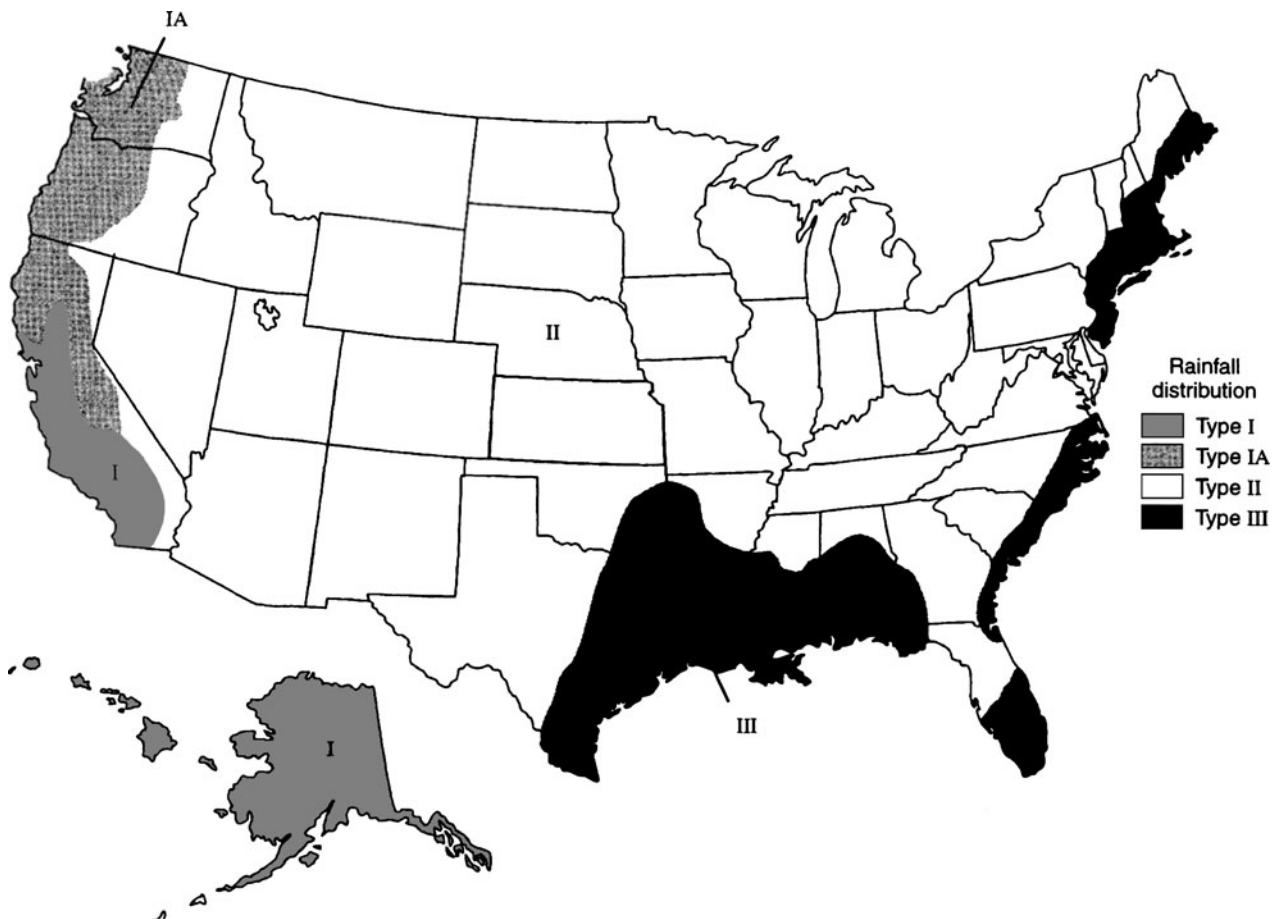 IA
II
I
III
I
Rainfall
distribution
Type I
Type IA
Type II
Type III